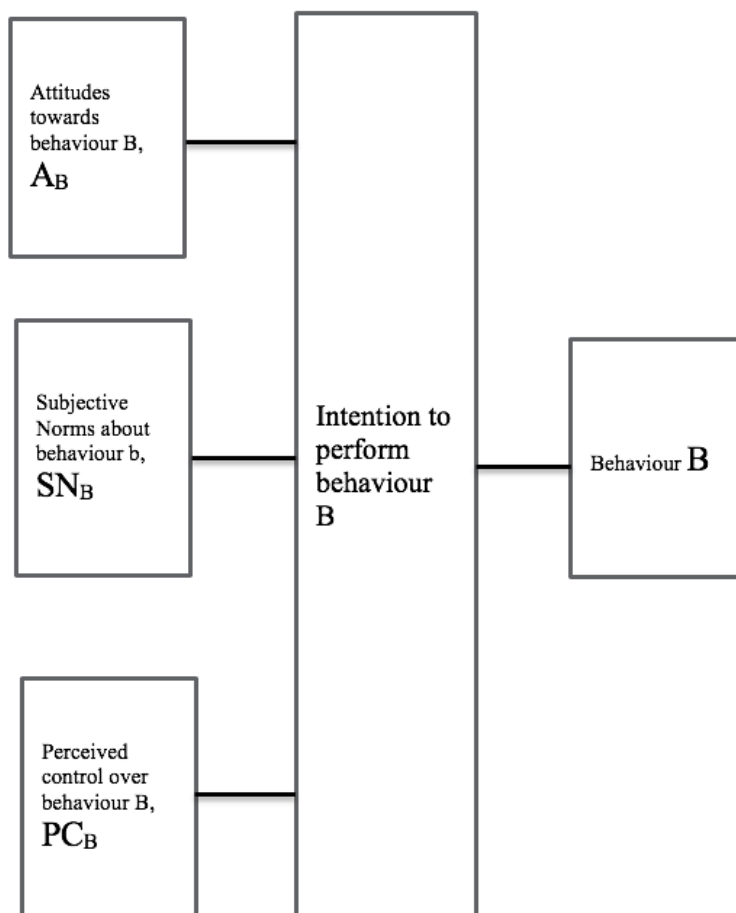 Attitudes
towards
behaviour B,
AB
Subjective
Norms about
behaviour b,
SNB
Perceived
control over
behaviour B,
PCB
Intention to
perform
behaviour
B
Behaviour B